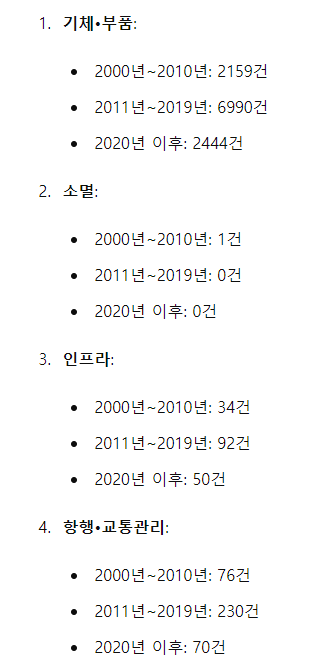 1. 기체•부품:
• 2000년~2010년: 2159건
• 2011년~2019년: 6990건
• 2020년 이후: 2444건
2. 소멸:
• 2000년~2010년: 1건
• 2011년~2019년: 0건
• 2020년 이후: 0건
3. 인프라:
• 2000년~2010년: 34건
• 2011년~2019년: 92건
• 2020년 이후: 50건
4. 항행•교통관리:
• 2000년~2010년: 76건
• 2011년~2019년: 230건
• 2020년 이후: 70건